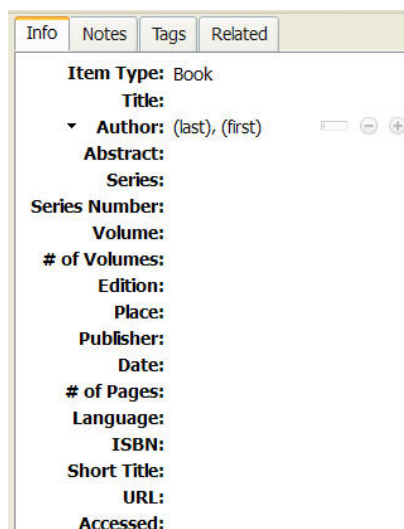 Info Notes Tags Related
Item Type: Book
Title:
Author: (last), (first)
Abstract:
Series:
Series Number:
Volume:
# of Volumes:
Edition:
Place:
Publisher:
Date:
# of Pages:
Language:
ISBN:
Short Title:
URL:
Accessed: